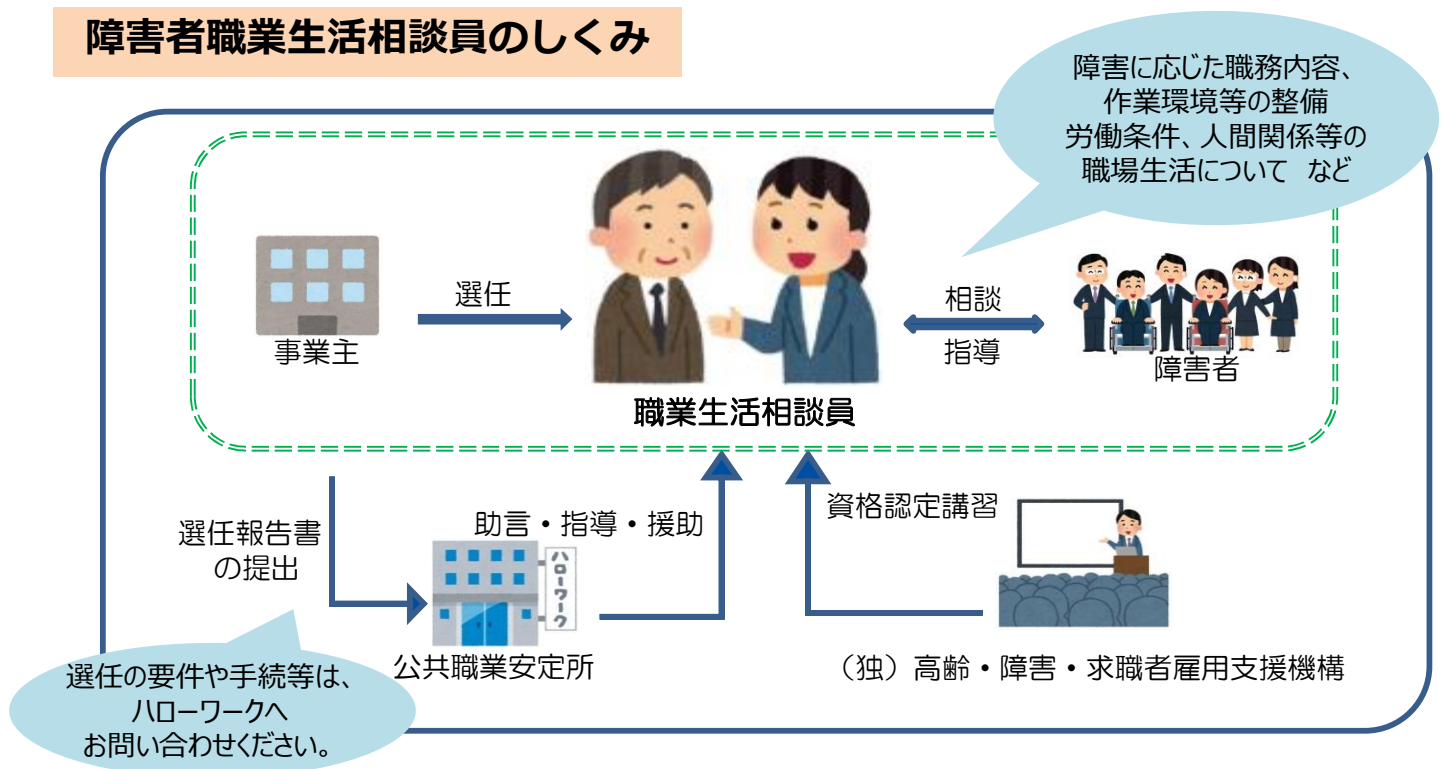 障害者職業生活相談員のしくみ
障害に応じた職務内容、
作業環境等の整備
労働条件、人間関係等の
職場生活について など
選任
相談
指導
事業主
障害者
職業生活相談員
選任報告書
の提出
助言・指導・援助
資格認定講習
ハローワーク
公共職業安定所
（独）高齢・障害・求職者雇用支援機構
選任の要件や手続等は、
ハローワークへ
お問い合わせください。